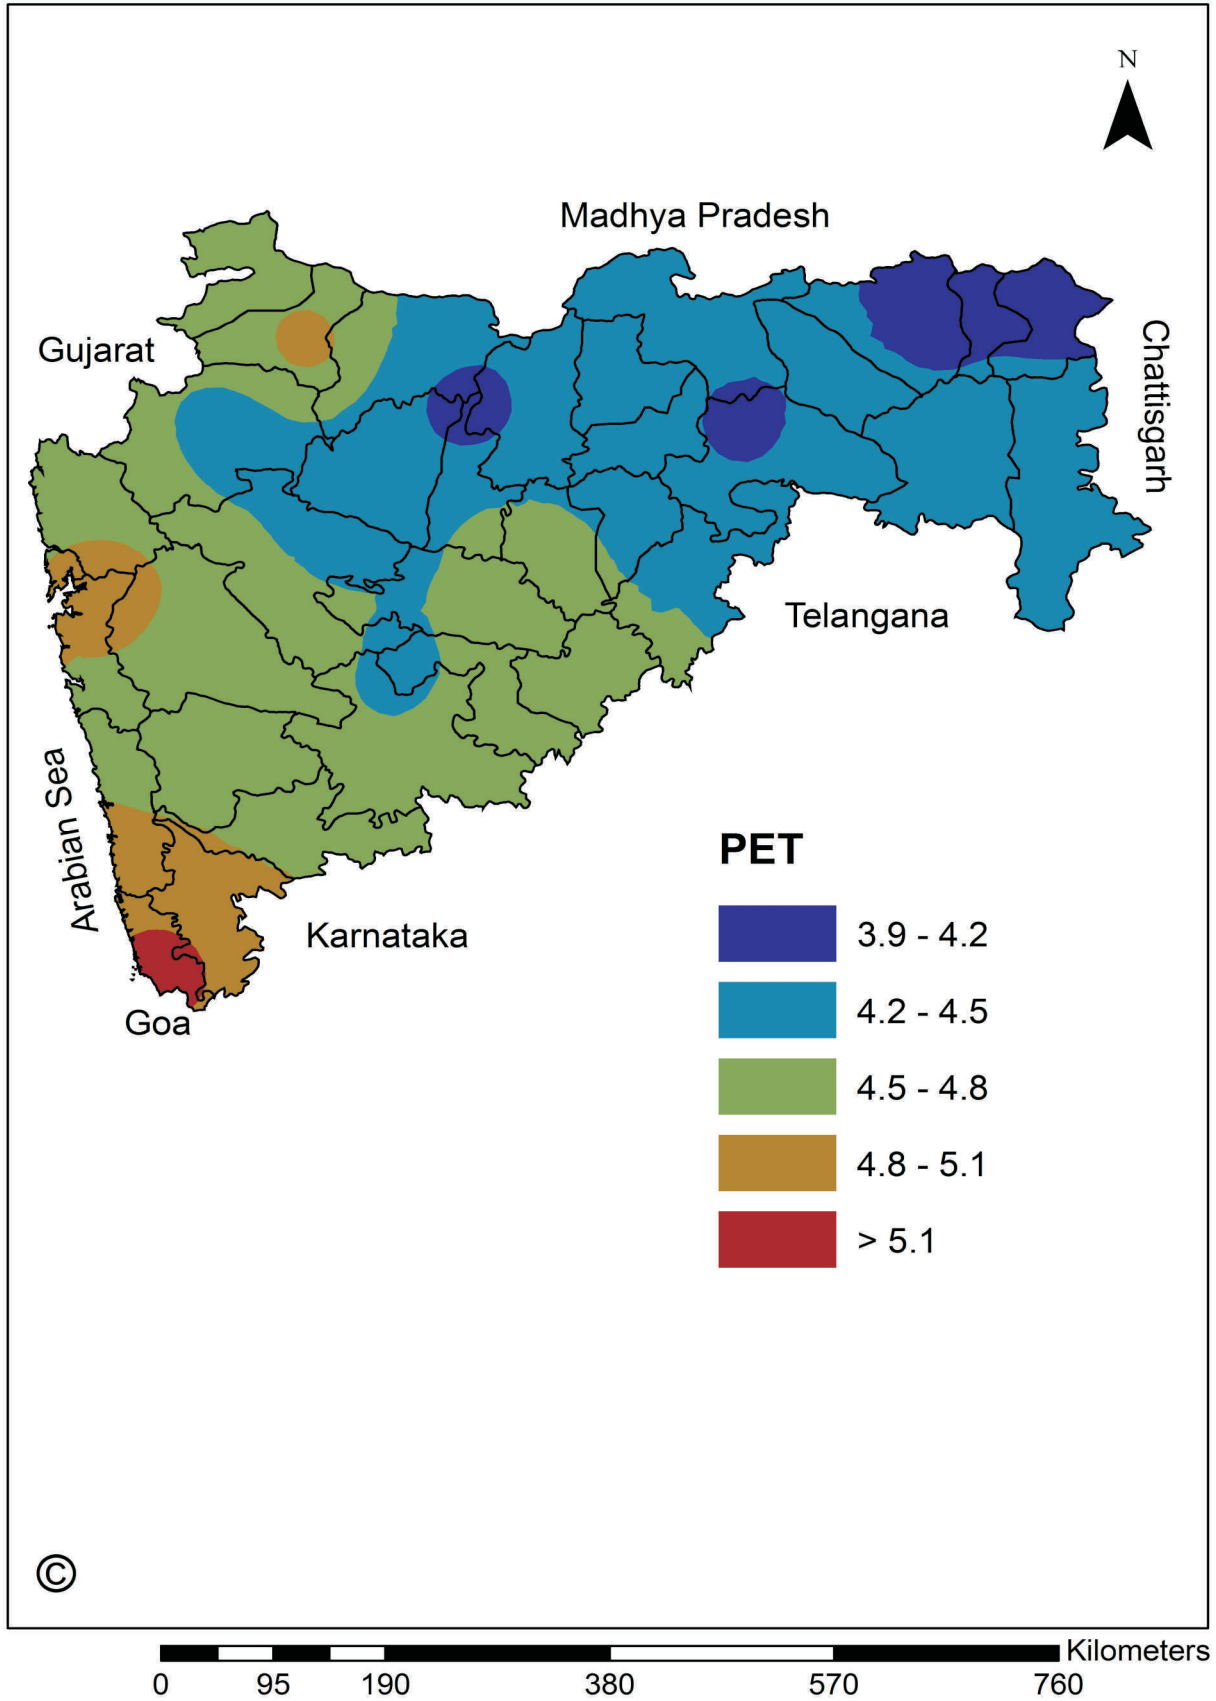 N
Madhya Pradesh
Gujarat
Chattisgarh
Telangana
Arabian Sea
Karnataka
Goa
PET
3.9 - 4.2
4.2 - 4.5
4.5 - 4.8
4.8 - 5.1
> 5.1
©
Kilometers
0 95 190 380 570 760